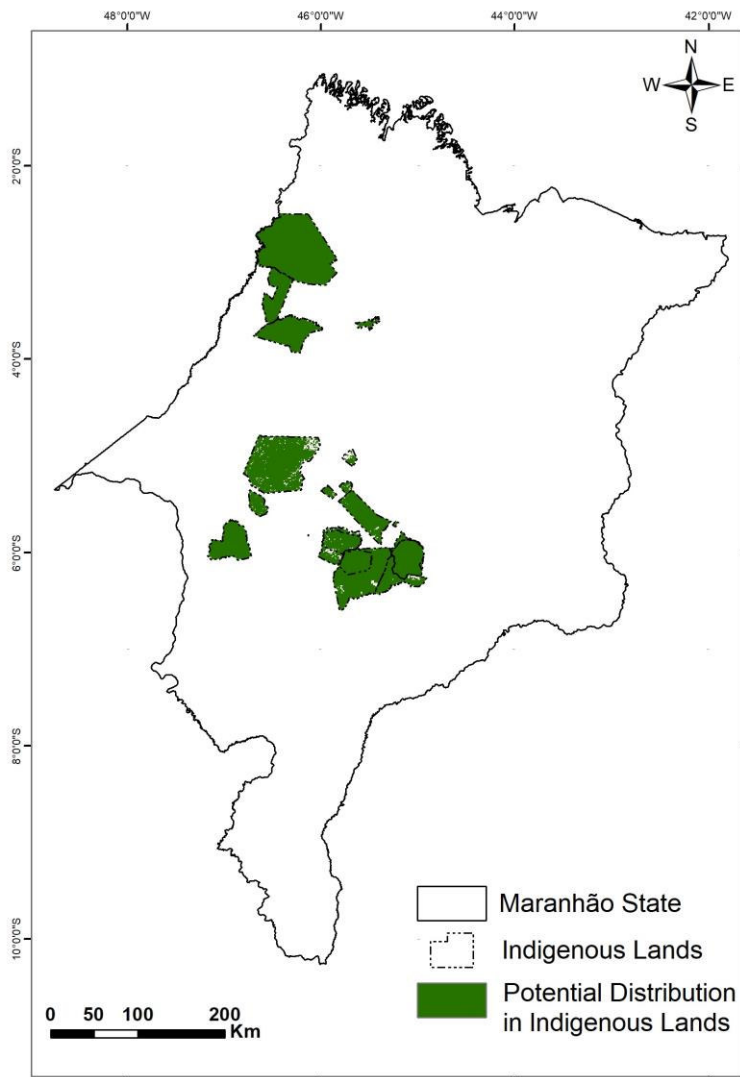 48°0'0"W 46°0'0"W 44°0'0"W 42°0'0"W
N
W E
S
2°0'0"S
4°0'0"S
6°0'0"S
8°0'0"S
10°0'0"S
Maranhão State
Indigenous Lands
Potential Distribution
in Indigenous Lands
0 50 100 200
Km